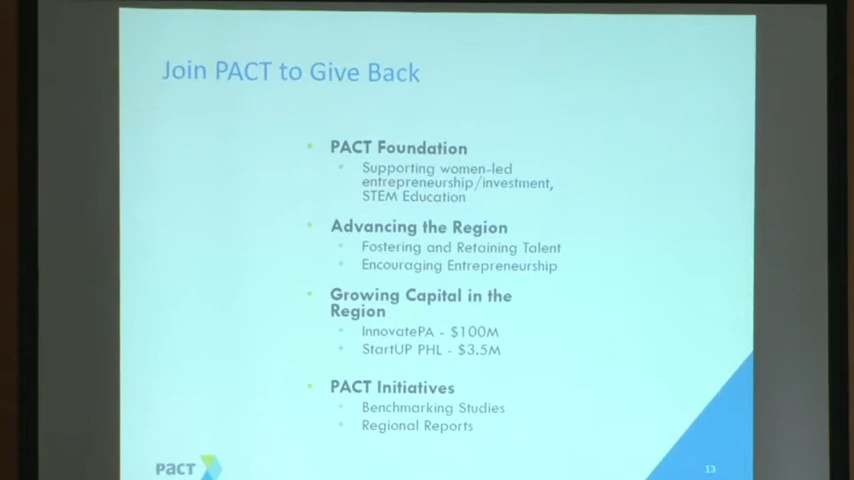 Join PACT to Give Back
• PACT Foundation
• Supporting women-led
entrepreneurship/investment,
STEM Education
• Advancing the Region
• Fostering and Retaining Talent
• Encouraging Entrepreneurship
• Growing Capital in the
Region
• InnovatePA - $100M
• StartUP PHL - $3.5M
• PACT Initiatives
• Benchmarking Studies
• Regional Reports
PACT
13